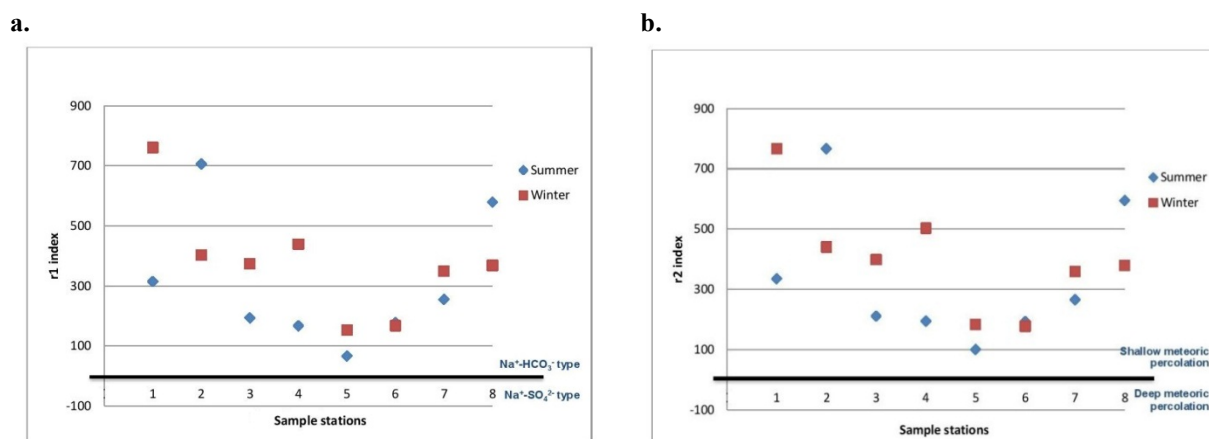 a.
900
700
500
300
100
-100
r1 index
Summer
Winter
Na⁺-HCO₃⁻ type
Na⁺-SO₄²⁻ type
1 2 3 4 5 6 7 8
Sample stations
b.
900
700
500
300
100
-100
r2 index
Summer
Winter
Shallow meteoric
percolation
Deep meteoric
percolation
1 2 3 4 5 6 7 8
Sample stations